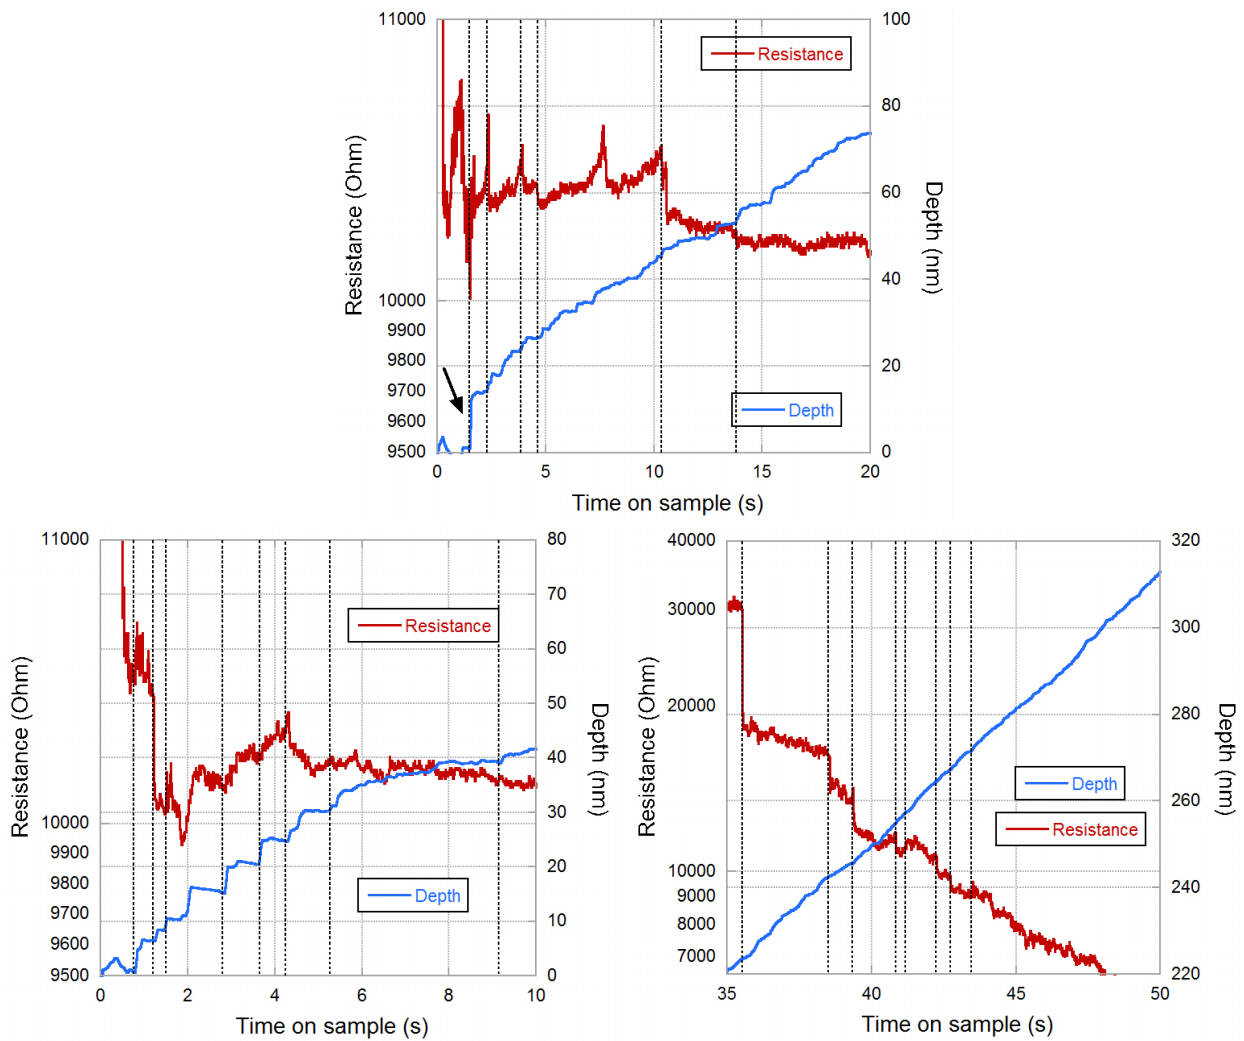 11000
100
Resistance
80
60
10000
40
9900
9800
20
9700
9600
Depth
9500
0
0 5 10 15 20
Resistance (Ohm)
Depth (nm)
Time on sample (s)
11000
80
70
Resistance
60
50
40
10000
30
9900
20
9800
Depth
9700
10
9600
9500
0
0 2 4 6 8 10
Resistance (Ohm)
Depth (nm)
Time on sample (s)
40000
320
30000
300
20000
280
Depth
260
Resistance
10000
9000
240
8000
7000
220
35 40 45 50
Resistance (Ohm)
Depth (nm)
Time on sample (s)